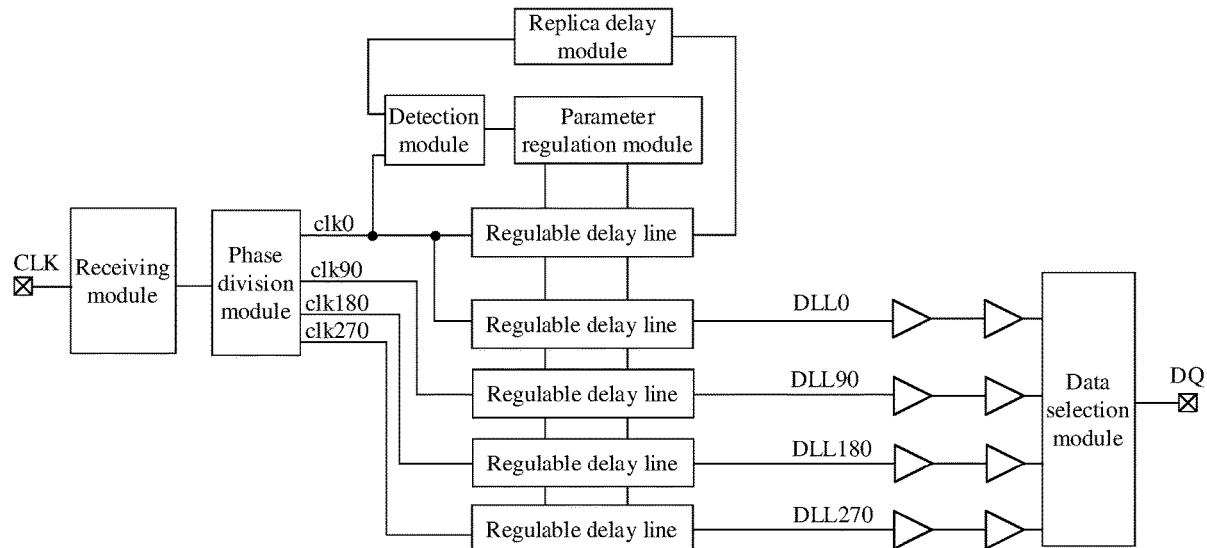 Replica delay
module
Detection
module
Parameter
regulation module
CLK
Receiving
module
Phase
division
module
clk0
clk90
clk180
clk270
Regulable delay line
Regulable delay line
Regulable delay line
Regulable delay line
Regulable delay line
DLL0
DLL90
DLL180
DLL270
Data
selection
module
DQ